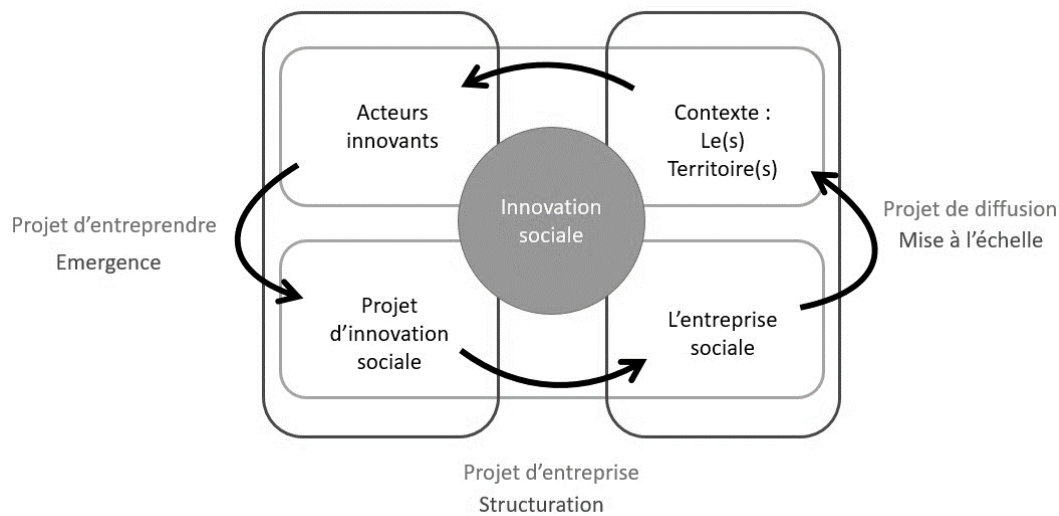 Acteurs
innovants
Contexte :
Le(s)
Territoire(s)
Innovation
sociale
Projet d’entreprendre
Emergence
Projet de diffusion
Mise à l’échelle
Projet
d’innovation
sociale
L’entreprise
sociale
Projet d’entreprise
Structuration